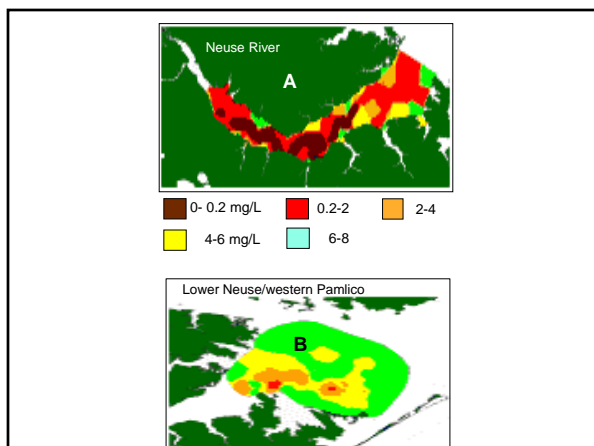 Neuse River
A
0- 0.2 mg/L 0.2-2 2-4
4-6 mg/L 6-8
Lower Neuse/western Pamlico
B